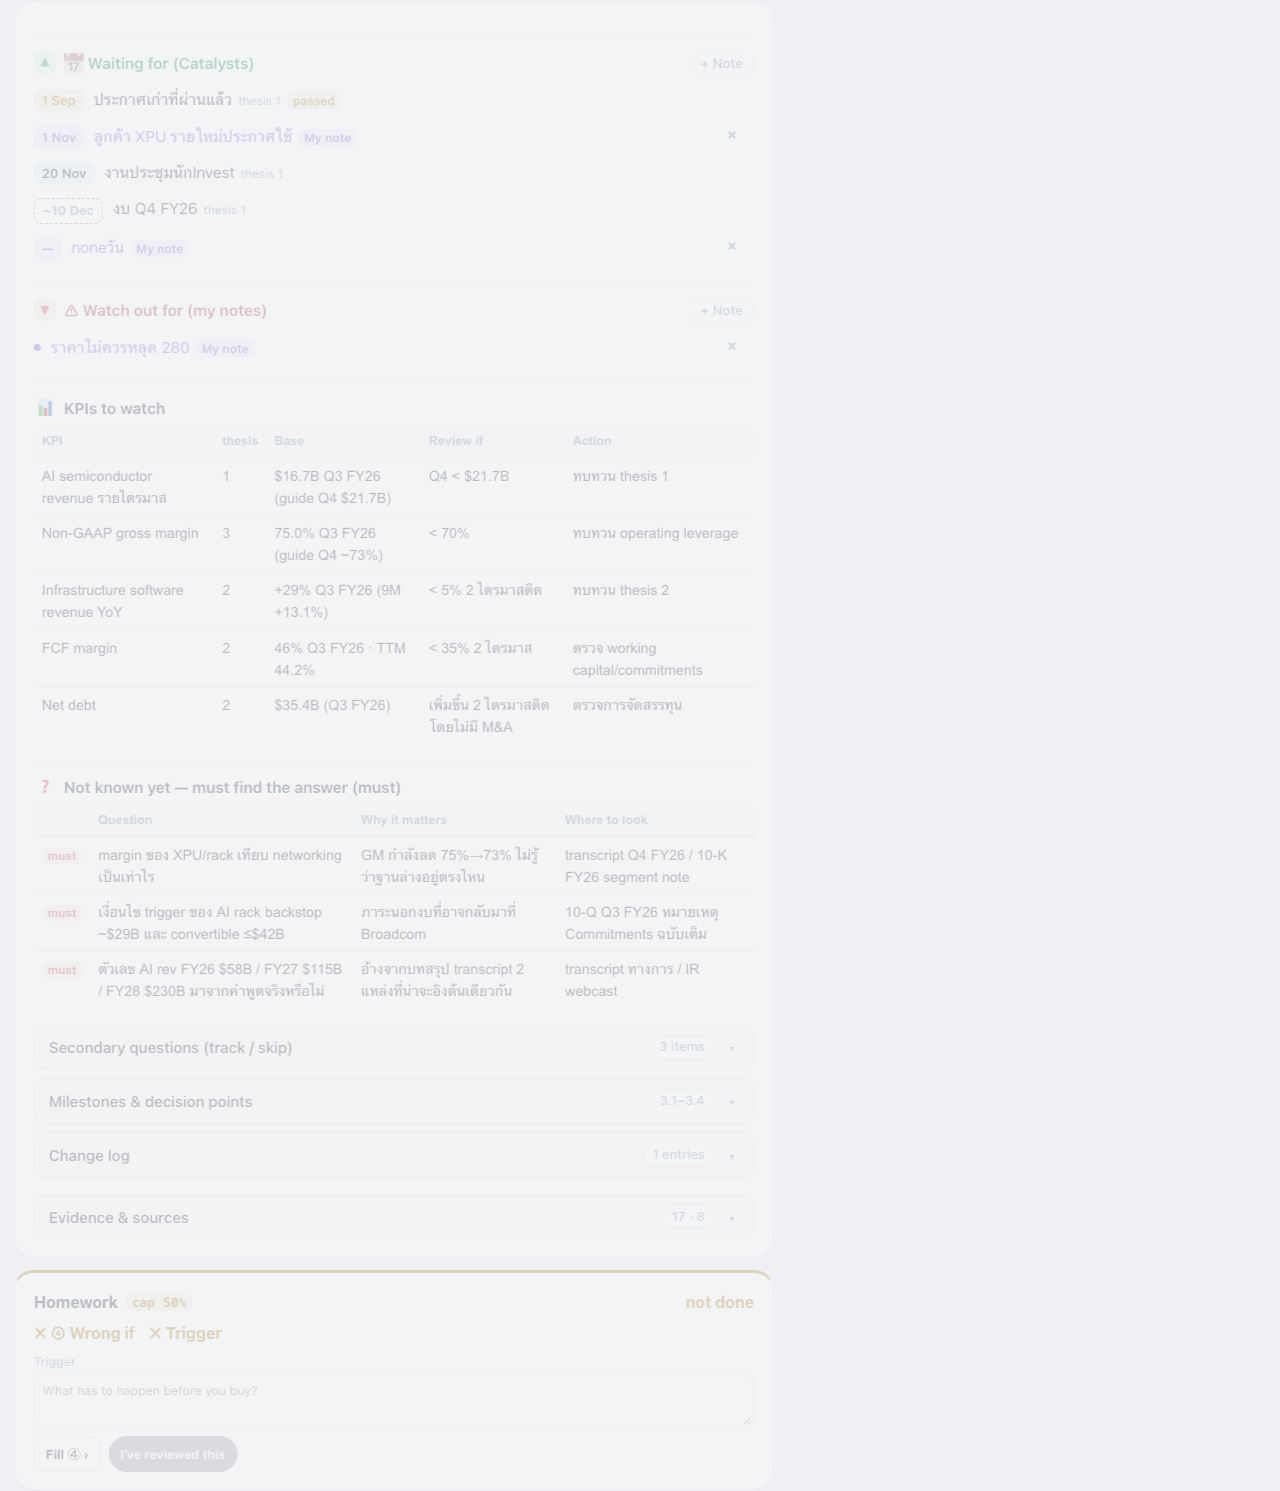 Waiting for (Catalysts)
+ Note
1 Sep ประกาศเก่าที่ผ่านแล้ว thesis 1 passed
1 Nov ลูกค้า XPU รายใหม่ประกาศใช้ My note ×
20 Nov งานประชุมนักInvest thesis 1
~10 Dec งบ Q4 FY26 thesis 1
— noneวัน My note ×
Watch out for (my notes)
+ Note
ราคาไม่ควรหลุด 280 My note ×
KPIs to watch
KPI thesis Base Review if Action
AI semiconductor revenue รายไตรมาส 1 $16.7B Q3 FY26 (guide Q4 $21.7B) Q4 < $21.7B ทบทวน thesis 1
Non-GAAP gross margin 3 75.0% Q3 FY26 (guide Q4 ~73%) < 70% ทบทวน operating leverage
Infrastructure software revenue YoY 2 +29% Q3 FY26 (9M +13.1%) < 5% 2 ไตรมาสติด ทบทวน thesis 2
FCF margin 2 46% Q3 FY26 · TTM 44.2% < 35% 2 ไตรมาส ตรวจ working capital/commitments
Net debt 2 $35.4B (Q3 FY26) เพิ่มขึ้น 2 ไตรมาสติด โดยไม่มี M&A ตรวจการจัดสรรทุน
Not known yet — must find the answer (must)
Question Why it matters Where to look
must margin ของ XPU/rack เทียบ networking เป็นเท่าไร GM กำลังลด 75%→73% ไม่รู้ว่าฐานล่างอยู่ตรงไหน transcript Q4 FY26 / 10-K FY26 segment note
must เงื่อนไข trigger ของ AI rack backstop ~$29B และ convertible ≤$42B ภาระนอกงบที่อาจกลับมาที่ Broadcom 10-Q Q3 FY26 หมายเหตุ Commitments ฉบับเต็ม
must ตัวเลข AI rev FY26 $58B / FY27 $115B / FY28 $230B มาจากคำพูดจริงหรือไม่ อ้างจากบทสรุป transcript 2 แหล่งที่น่าจะอิงต้นเดียวกัน transcript ทางการ / IR webcast
Secondary questions (track / skip) 3 items
Milestones & decision points 3.1–3.4
Change log 1 entries
Evidence & sources 17 · 8
Homework cap 50% not done
✕ ④ Wrong if ✕ Trigger
Trigger
What has to happen before you buy?
Fill ④ › I've reviewed this